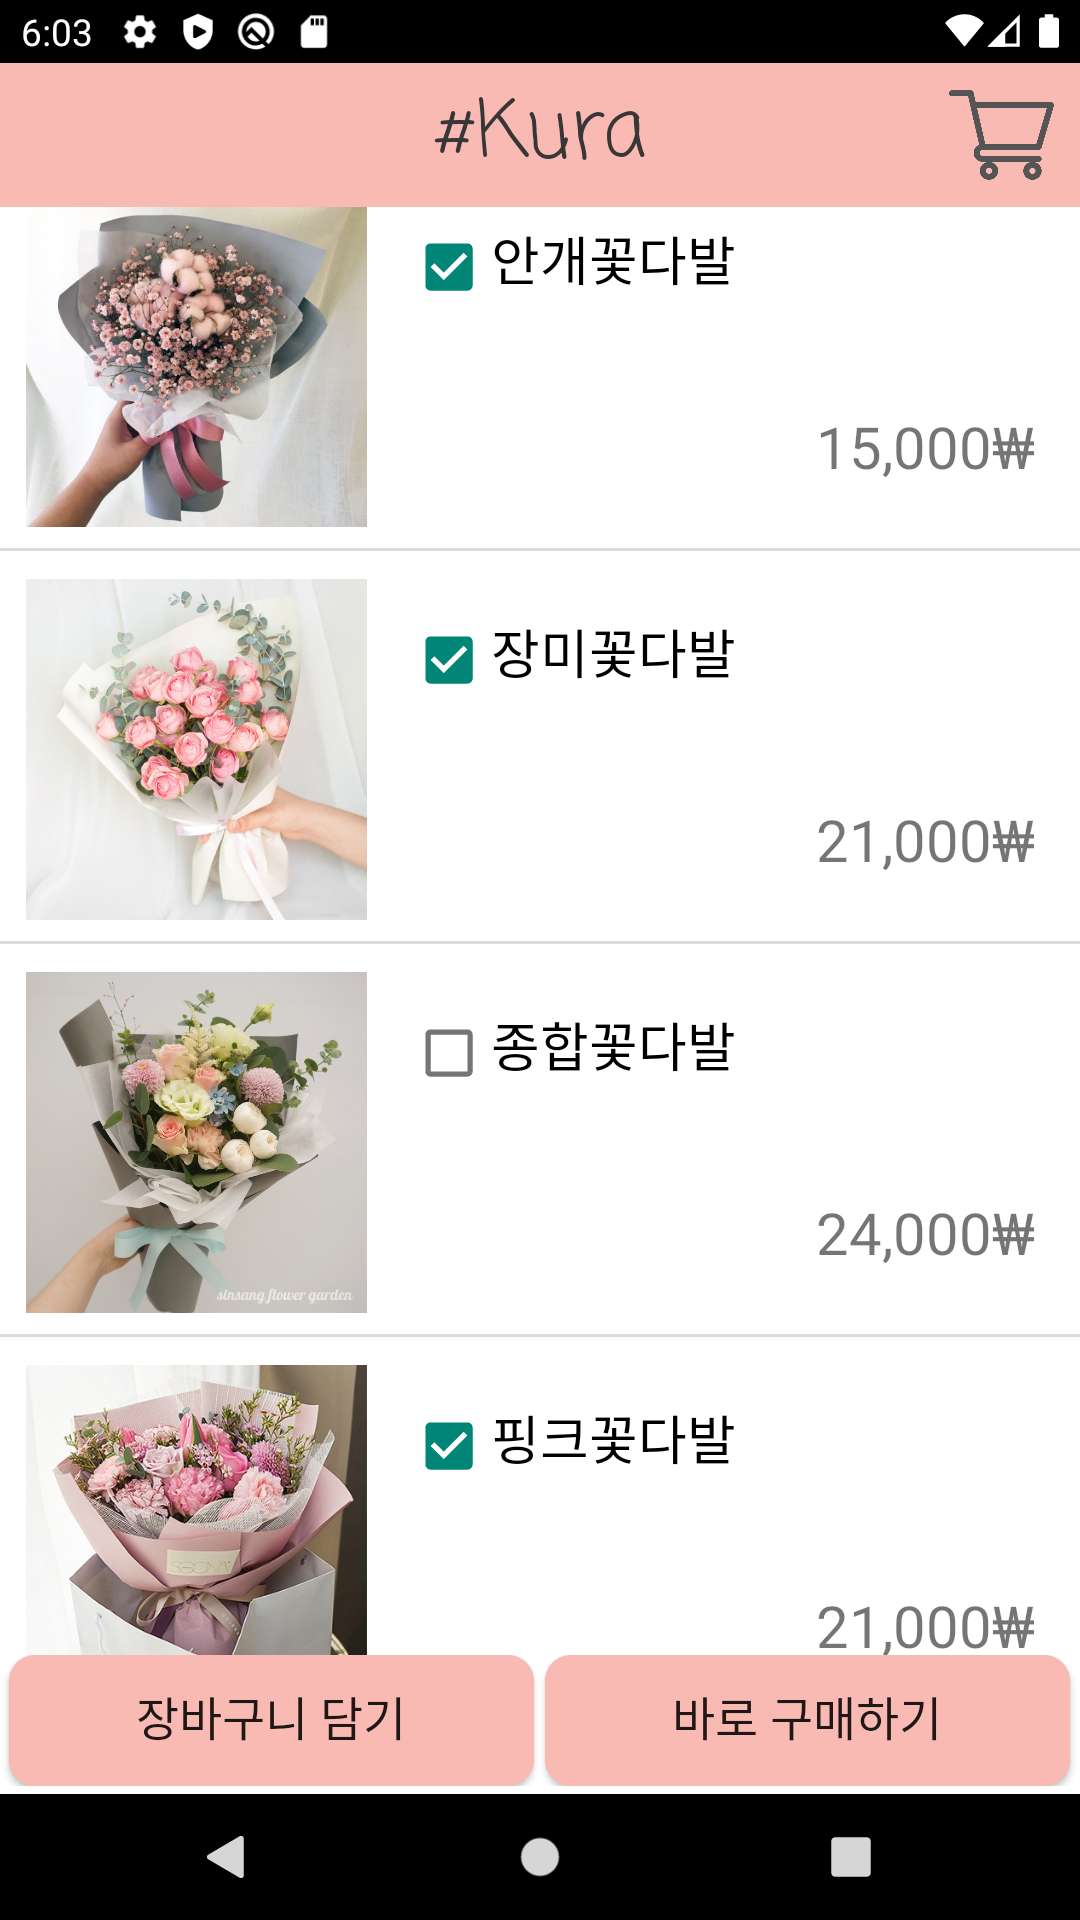 6:03
#Kura
안개꽃다발
15,000₩
장미꽃다발
21,000₩
종합꽃다발
24,000₩
sinsang flower garden
핑크꽃다발
21,000₩
장바구니 담기
바로 구매하기